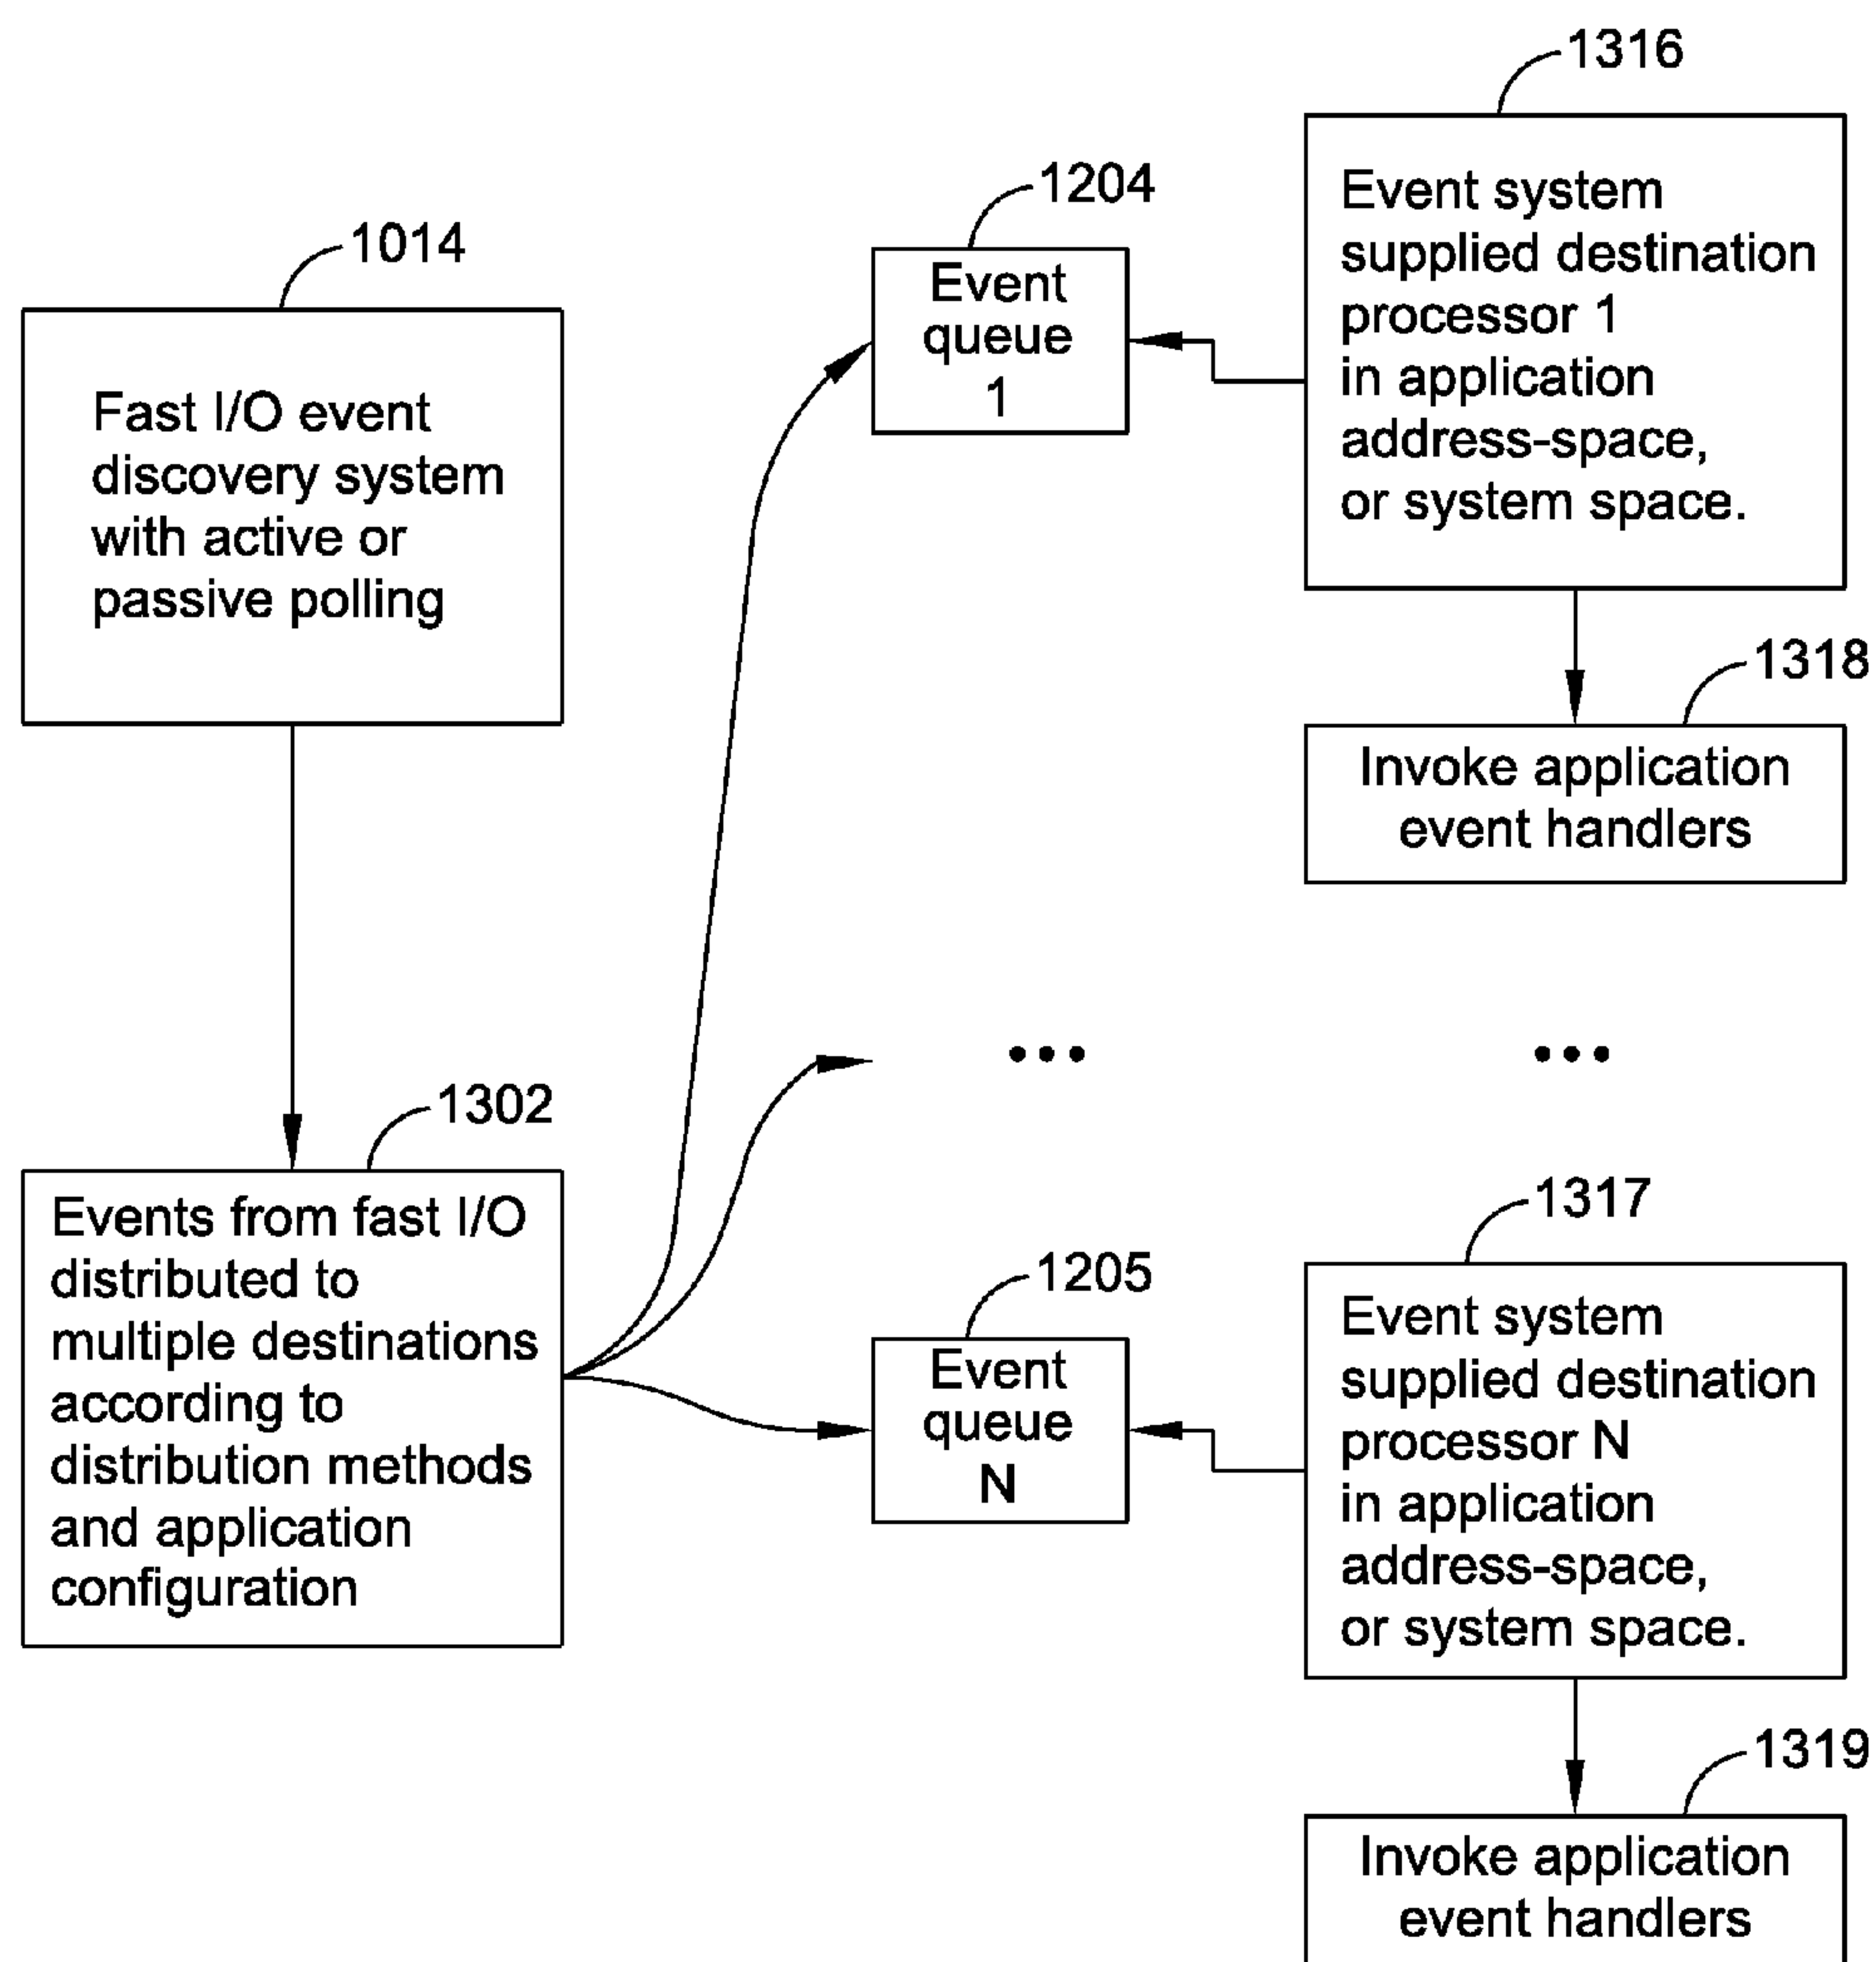 1316
Event system
supplied destination
processor 1
in application
address-space,
or system space.
1204
Event
queue
1
1014
Fast I/O event
discovery system
with active or
passive polling
1318
Invoke application
event handlers
...
...
1302
Events from fast I/O
distributed to
multiple destinations
according to
distribution methods
and application
configuration
1205
Event
queue
N
1317
Event system
supplied destination
processor N
in application
address-space,
or system space.
1319
Invoke application
event handlers